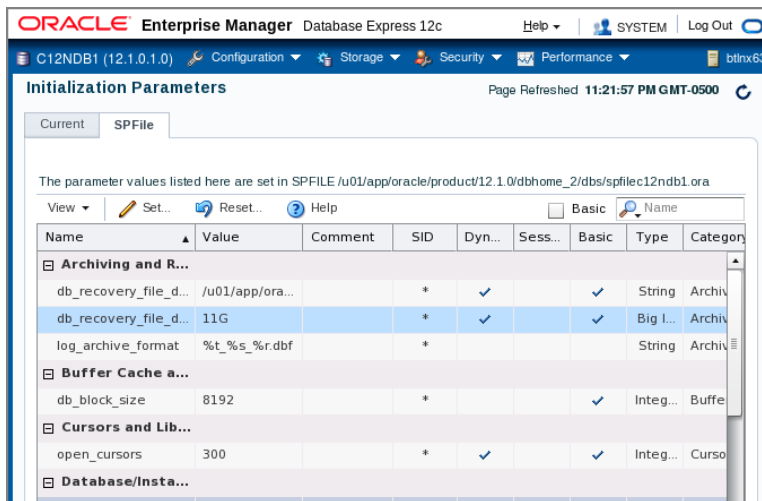 ORACLE Enterprise Manager Database Express 12c Help SYSTEM Log Out
C12NDB1 (12.1.0.1.0) Configuration Storage Security Performance btlnx63
Initialization Parameters Page Refreshed 11:21:57 PM GMT-0500
Current SPFile
The parameter values listed here are set in SPFILE /u01/app/oracle/product/12.1.0/dbhome_2/dbs/spfilec12ndb1.ora
View Set... Reset... Help Basic Name
Name Value Comment SID Dyn... Sess... Basic Type Category
Archiving and R...
db_recovery_file_d... /u01/app/ora... * String Archiv
db_recovery_file_d... 11G * Big I... Archiv
log_archive_format %t_%s_%r.dbf * String Archiv
Buffer Cache a...
db_block_size 8192 * Integ... Buffe
Cursors and Lib...
open_cursors 300 * Integ... Curso
Database/Insta...